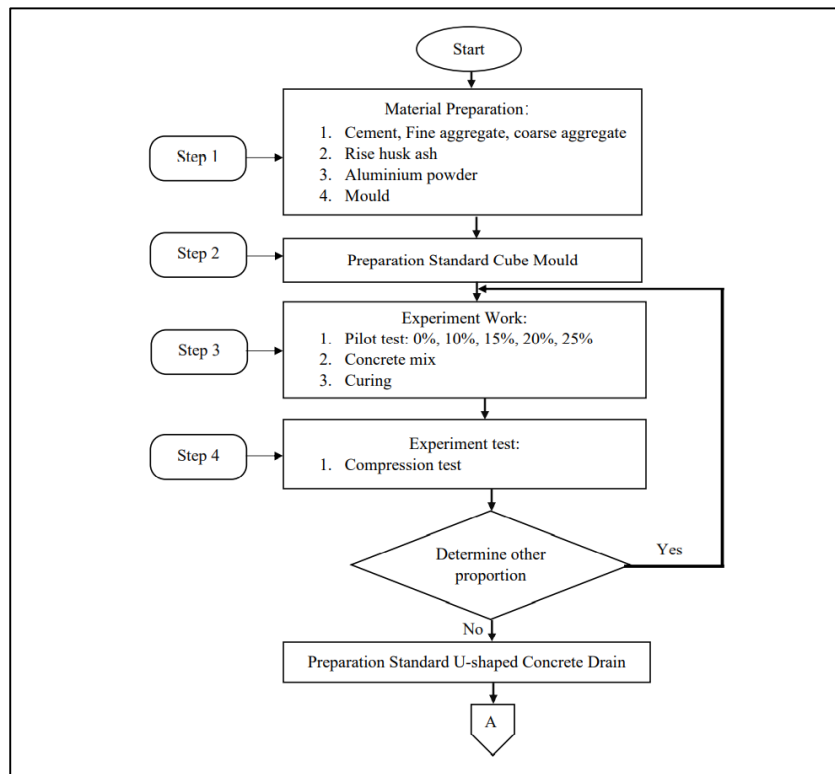 Start
Material Preparation:
1. Cement, Fine aggregate, coarse aggregate
2. Rise husk ash
3. Aluminium powder
4. Mould
Step 1
Step 2
Preparation Standard Cube Mould
Experiment Work:
1. Pilot test: 0%, 10%, 15%, 20%, 25%
2. Concrete mix
3. Curing
Step 3
Experiment test:
1. Compression test
Step 4
Determine other
proportion
Yes
No
Preparation Standard U-shaped Concrete Drain
A